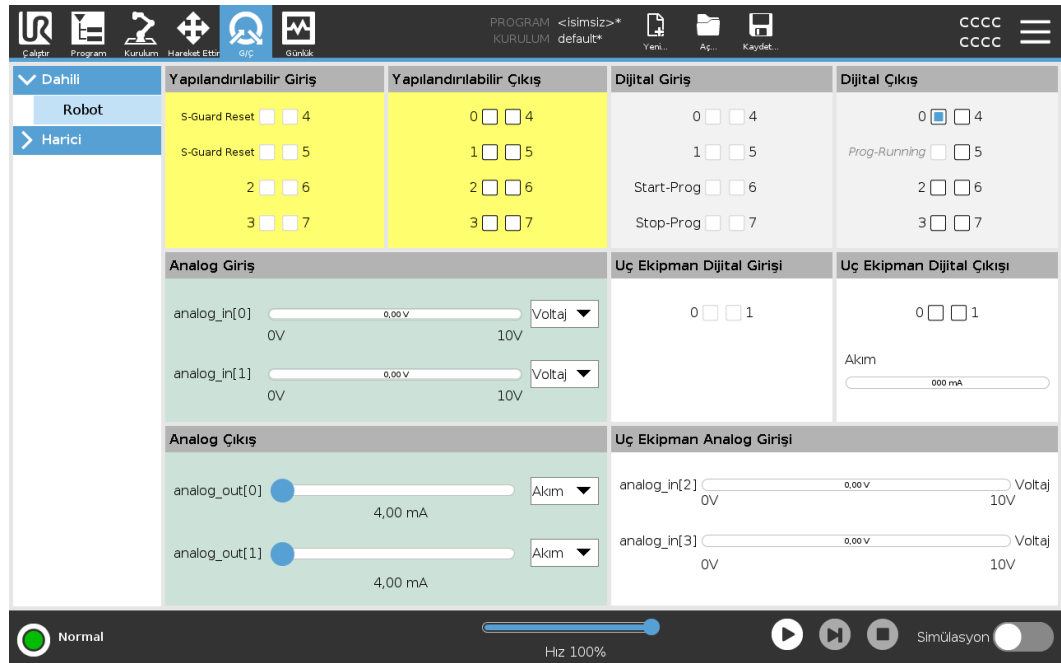 UR
PROGRAM <isimsiz>*
KURULUM default*
CCCC
CCCC
Çalıştır Program Kurulum Hareket Ettir G/Ç Günlük Yeni... Aç... Kaydet...
Dahili
Robot
Harici
Yapılandırılabilir Giriş
S-Guard Reset 4
S-Guard Reset 5
2 6
3 7
Yapılandırılabilir Çıkış
0 4
1 5
2 6
3 7
Dijital Giriş
0 4
1 5
Start-Prog 6
Stop-Prog 7
Dijital Çıkış
0 4
Prog-Running 5
2 6
3 7
Analog Giriş
analog_in[0] 0,00 V Voltaj
0V 10V
analog_in[1] 0,00 V Voltaj
0V 10V
Uç Ekipman Dijital Girişi
0 1
Uç Ekipman Dijital Çıkışı
0 1
Akım
000 mA
Analog Çıkış
analog_out[0] Akım
4,00 mA
analog_out[1] Akım
4,00 mA
Uç Ekipman Analog Girişi
analog_in[2] 0,00 V Voltaj
0V 10V
analog_in[3] 0,00 V Voltaj
0V 10V
Normal
Hız 100%
Simülasyon